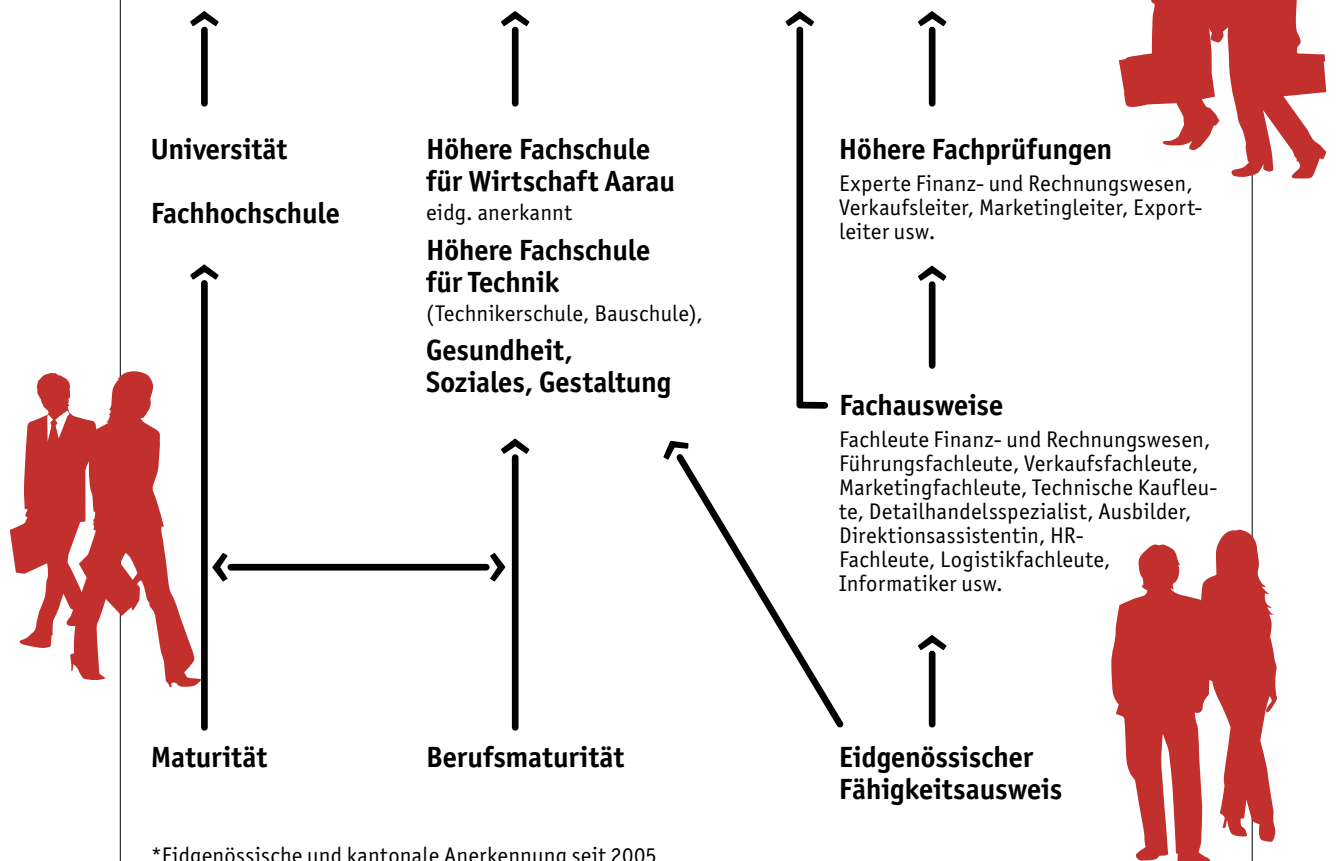 Universität
Fachhochschule
Höhere Fachschule
für Wirtschaft Aarau
eidg. anerkannt
Höhere Fachschule
für Technik
(Technikerschule, Bauschule),
Gesundheit,
Soziales, Gestaltung
Höhere Fachprüfungen
Experte Finanz- und Rechnungswesen,
Verkaufsleiter, Marketingleiter, Export-
leiter usw.
Fachausweise
Fachleute Finanz- und Rechnungswesen,
Führungsfachleute, Verkaufsfachleute,
Marketingfachleute, Technische Kaufleu-
te, Detailhandelsspezialist, Ausbilder,
Direktionsassistentin, HR-
Fachleute, Logistikfachleute,
Informatiker usw.
Maturität
Berufsmaturität
Eidgenössischer
Fähigkeitsausweis
*Eidgenössische und kantonale Anerkennung seit 2005